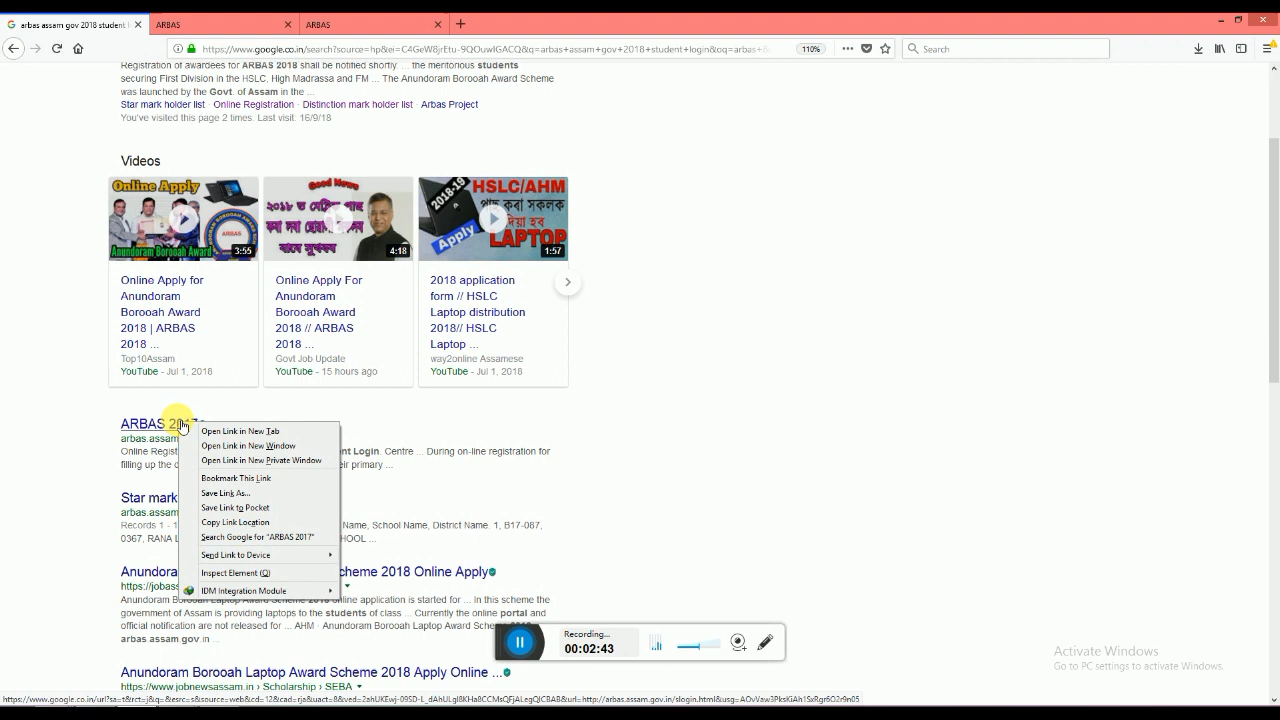 arbas assam gov 2018 student l
ARBAS
ARBAS
https://www.google.co.in/search?source=hp&ei=C4GeW8jrEtu-9QOuwIGACQ&q=arbas+assam+gov+2018+student+login&oq=arbas+
110%
Search
Registration of awardees for ARBAS 2018 shall be notified shortly. ... the meritorious students
securing First Division in the HSLC, High Madrassa and FM ... The Anundoram Borooah Award Scheme
was launched by the Govt. of Assam in the ...
Star mark holder list · Online Registration · Distinction mark holder list · Arbas Project
You've visited this page 2 times. Last visit: 16/9/18
Videos
Online Apply
Anundoram Borooah Award
ARBAS
3:55
Good News
4:18
2018-19
HSLC/AHM
Apply
LAPTOP
1:57
Online Apply for
Anundoram
Borooah Award
2018 | ARBAS
2018 ...
Top10Assam
YouTube - Jul 1, 2018
Online Apply For
Anundoram
Borooah Award
2018 // ARBAS
2018 ...
Govt Job Update
YouTube - 15 hours ago
2018 application
form // HSLC
Laptop distribution
2018// HSLC
Laptop ...
way2online Assamese
YouTube - Jul 1, 2018
ARBAS 2017
arbas.assam
Online Regis
nt Login. Centre ... During on-line registration for
filling up the
eir primary ...
Open Link in New Tab
Open Link in New Window
Open Link in New Private Window
Bookmark This Link
Save Link As...
Save Link to Pocket
Copy Link Location
Search Google for "ARBAS 2017"
Send Link to Device
Inspect Element (Q)
IDM Integration Module
Star mark
arbas.assam
Records 1 - 1
Name, School Name, District Name. 1, B17-087,
0367, RANA L
HOOL ...
Anundora
cheme 2018 Online Apply
https://jobass
Anundoram Borooah Laptop Award Scheme 2018 online application is started for ... In this scheme the
government of Assam is providing laptops to the students of class ... Currently the online portal and
official notification are not released for ... AHM · Anundoram Borooah Laptop Award Sche
arbas assam gov in ...
Recording...
00:02:43
Anundoram Borooah Laptop Award Scheme 2018 Apply Online ...
https://www.jobnewsassam.in › Scholarship › SEBA
Activate Windows
Go to PC settings to activate Windows.